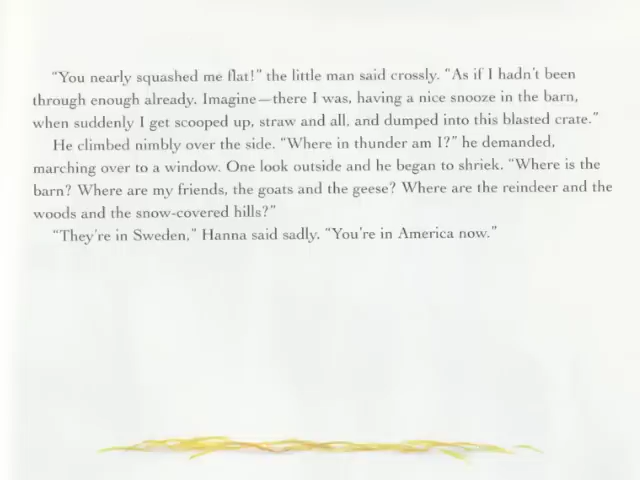 "You nearly squashed me flat!" the little man said crossly. "As if I hadn't been
through enough already. Imagine—there I was, having a nice snooze in the barn,
when suddenly I get scooped up, straw and all, and dumped into this blasted crate."
He climbed nimbly over the side. "Where in thunder am I?" he demanded,
marching over to a window. One look outside and he began to shriek. "Where is the
barn? Where are my friends, the goats and the geese? Where are the reindeer and the
woods and the snow-covered hills?"
"They're in Sweden," Hanna said sadly. "You're in America now."